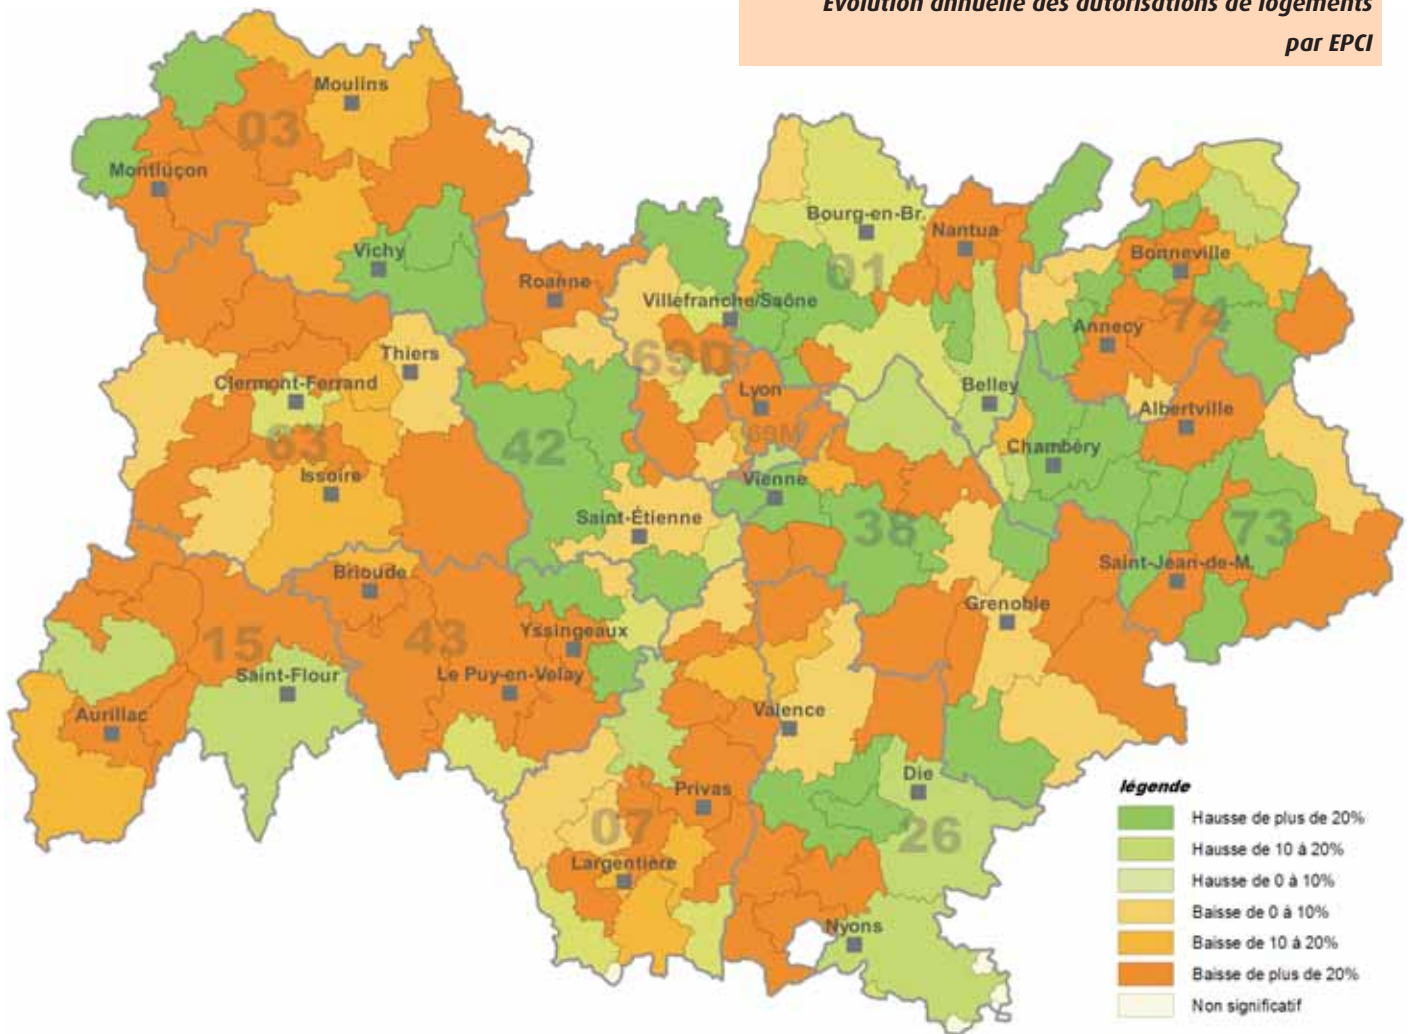 Evolution annuelle des autorisations de logements
par EPCI
Moulins
03
Montluçon
Vichy
Roanne
Bourg-en-Br.
01
Nantua
Bonneville
74
Villefranche/Saône
Annecy
Thiers
69D
Clermont-Ferrand
Lyon
Belley
Albertville
63
42
69M
Chambéry
Issoire
Vienne
Saint-Étienne
38
73
Saint-Jean-de-M.
Brioude
Grenoble
15
43
Yssingeaux
Saint-Flour
Le Puy-en-Velay
Aurillac
Valence
Die
Privas
07
26
Largentière
Nyons
légende
Hausse de plus de 20%
Hausse de 10 à 20%
Hausse de 0 à 10%
Baisse de 0 à 10%
Baisse de 10 à 20%
Baisse de plus de 20%
Non significatif